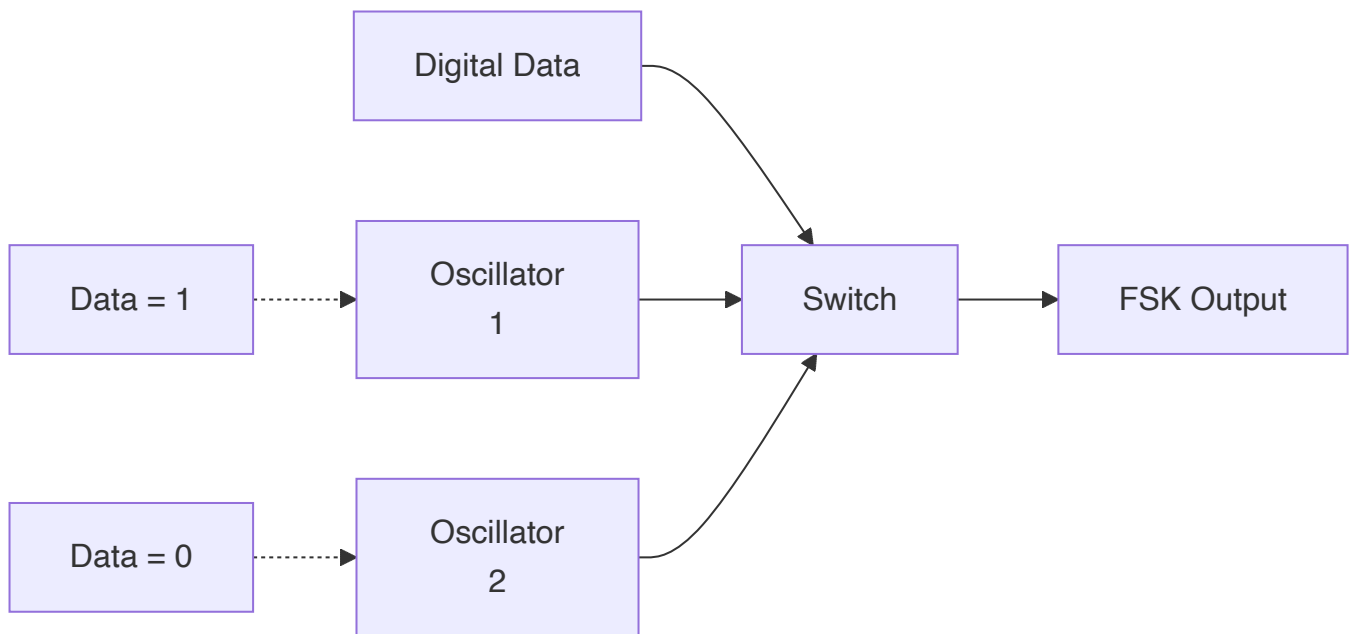 Digital Data
Data = 1
Oscillator
1
Switch
FSK Output
Data = 0
Oscillator
2